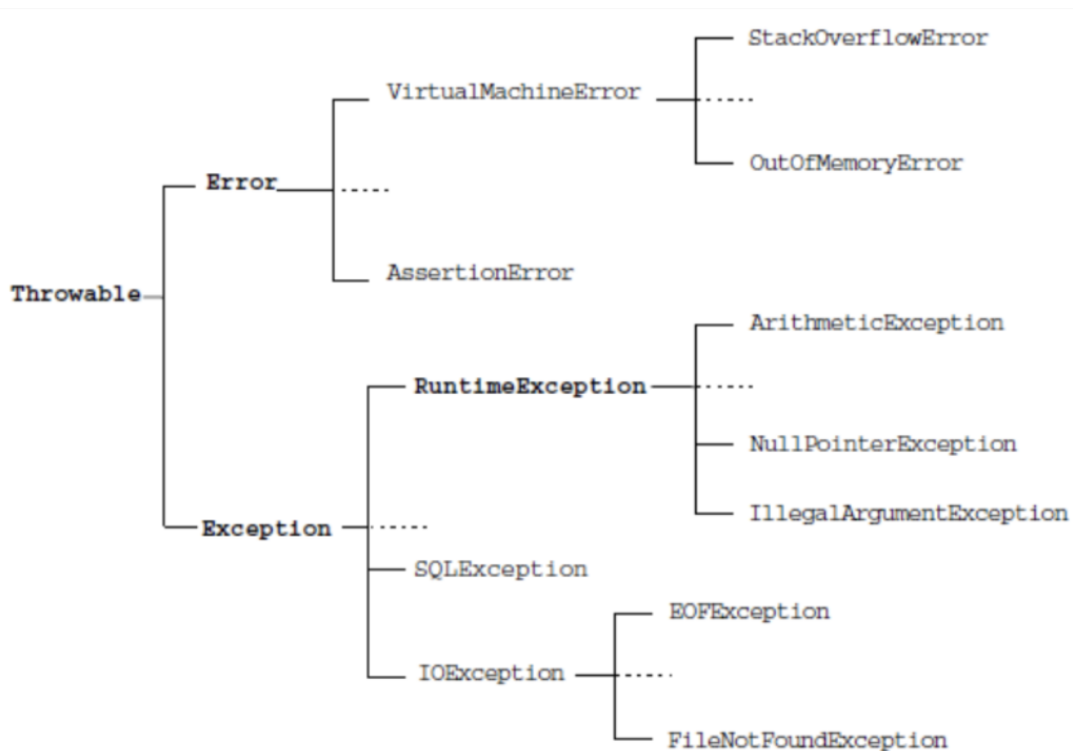 StackOverflowError
VirtualMachineError
OutOfMemoryError
Error
AssertionError
Throwable
ArithmeticException
RuntimeException
NullPointerException
IllegalArgumentException
Exception
SQLException
EOFException
IOException
FileNotFoundException